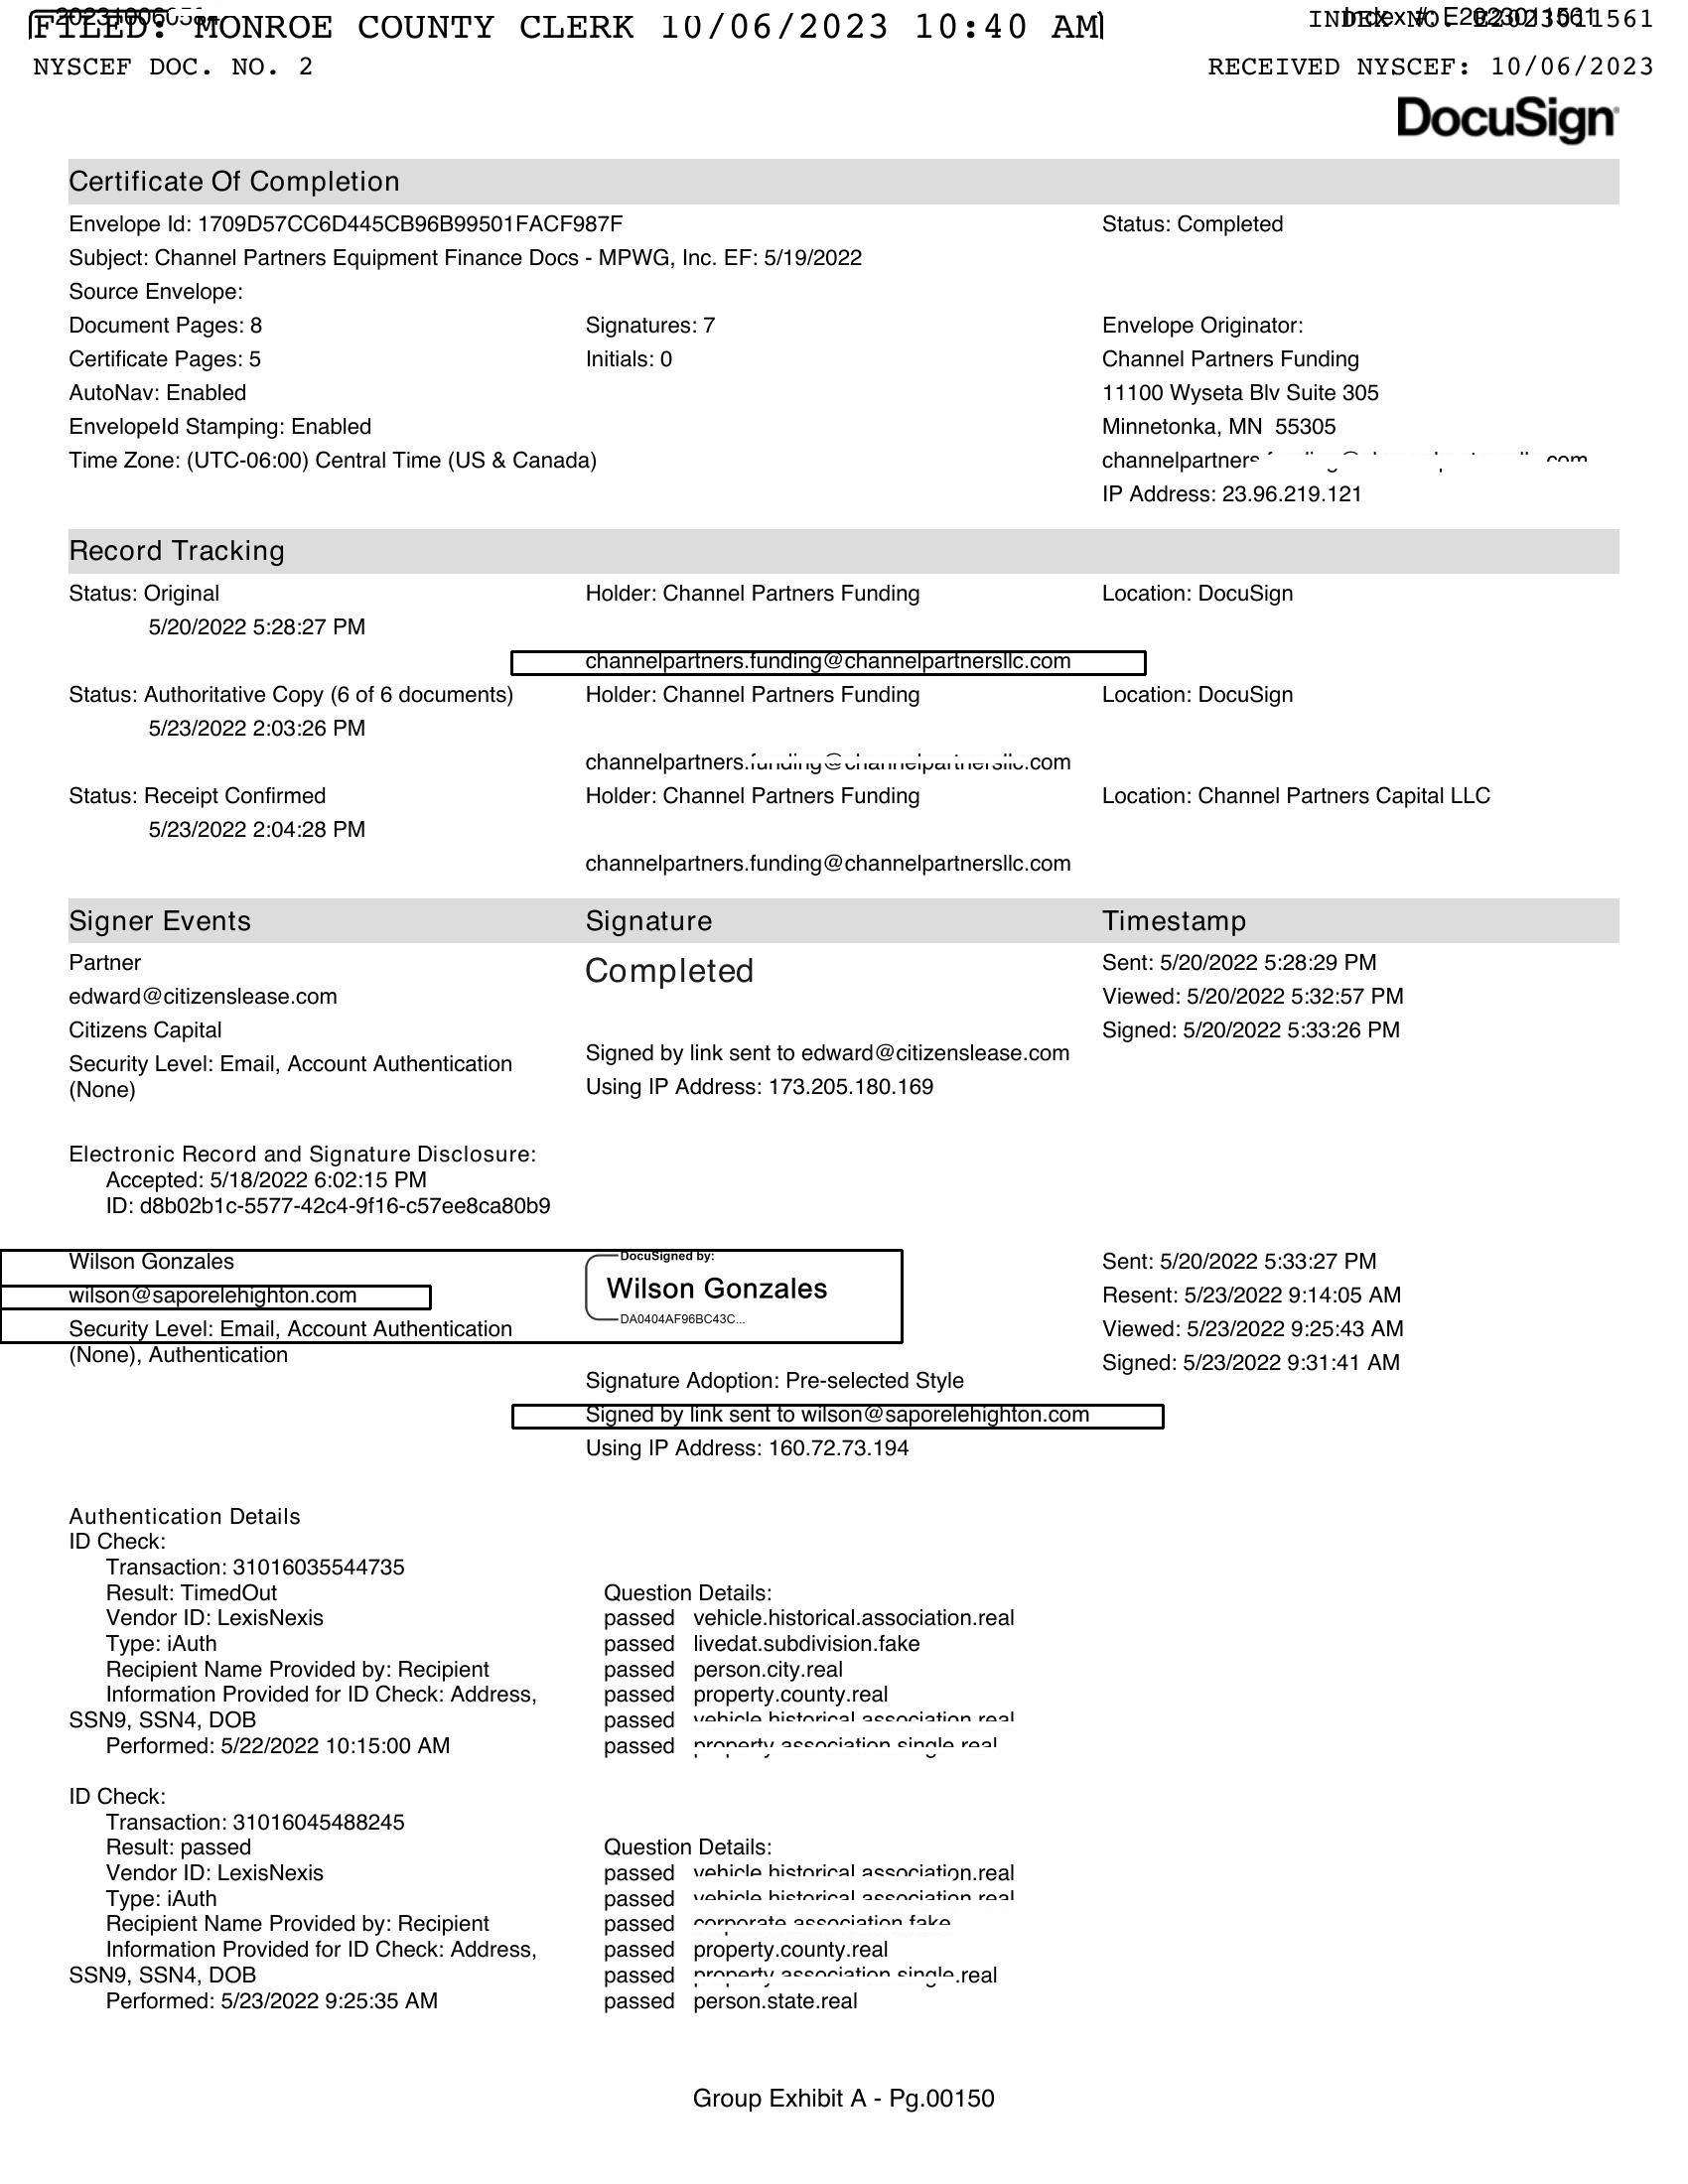 FILED: MONROE COUNTY CLERK 10/06/2023 10:40 AM
INDEX NO. E2023011561
NYSCEF DOC. NO. 2
RECEIVED NYSCEF: 10/06/2023
DocuSign
Certificate Of Completion
Envelope Id: 1709D57CC6D445CB96B99501FACF987F
Status: Completed
Subject: Channel Partners Equipment Finance Docs - MPWG, Inc. EF: 5/19/2022
Source Envelope:
Document Pages: 8
Signatures: 7
Envelope Originator:
Certificate Pages: 5
Initials: 0
Channel Partners Funding
AutoNav: Enabled
11100 Wyseta Blv Suite 305
EnvelopeId Stamping: Enabled
Minnetonka, MN 55305
Time Zone: (UTC-06:00) Central Time (US & Canada)
channelpartners
IP Address: 23.96.219.121
Record Tracking
Status: Original
Holder: Channel Partners Funding
Location: DocuSign
5/20/2022 5:28:27 PM
channelpartners.funding@channelpartnersllc.com
Status: Authoritative Copy (6 of 6 documents)
Holder: Channel Partners Funding
Location: DocuSign
5/23/2022 2:03:26 PM
channelpartners.funding@channelpartnersllc.com
Status: Receipt Confirmed
Holder: Channel Partners Funding
Location: Channel Partners Capital LLC
5/23/2022 2:04:28 PM
channelpartners.funding@channelpartnersllc.com
Signer Events
Signature
Timestamp
Partner
Completed
Sent: 5/20/2022 5:28:29 PM
edward@citizenslease.com
Viewed: 5/20/2022 5:32:57 PM
Citizens Capital
Signed: 5/20/2022 5:33:26 PM
Security Level: Email, Account Authentication
(None)
Signed by link sent to edward@citizenslease.com
Using IP Address: 173.205.180.169
Electronic Record and Signature Disclosure:
Accepted: 5/18/2022 6:02:15 PM
ID: d8b02b1c-5577-42c4-9f16-c57ee8ca80b9
Wilson Gonzales
DocuSigned by:
Wilson Gonzales
DA0404AF96BC43C...
Sent: 5/20/2022 5:33:27 PM
wilson@saporelehighton.com
Resent: 5/23/2022 9:14:05 AM
Security Level: Email, Account Authentication
(None), Authentication
Viewed: 5/23/2022 9:25:43 AM
Signed: 5/23/2022 9:31:41 AM
Signature Adoption: Pre-selected Style
Signed by link sent to wilson@saporelehighton.com
Using IP Address: 160.72.73.194
Authentication Details
ID Check:
Transaction: 31016035544735
Result: TimedOut
Question Details:
Vendor ID: LexisNexis
passed vehicle.historical.association.real
Type: iAuth
passed livedat.subdivision.fake
Recipient Name Provided by: Recipient
passed person.city.real
Information Provided for ID Check: Address,
passed property.county.real
SSN9, SSN4, DOB
passed vehicle.historical.association.real
Performed: 5/22/2022 10:15:00 AM
passed property.association.single.real
ID Check:
Transaction: 31016045488245
Result: passed
Question Details:
Vendor ID: LexisNexis
passed vehicle.historical.association.real
Type: iAuth
passed vehicle.historical.association.real
Recipient Name Provided by: Recipient
passed corporate.association.fake
Information Provided for ID Check: Address,
passed property.county.real
SSN9, SSN4, DOB
passed property.association.single.real
Performed: 5/23/2022 9:25:35 AM
passed person.state.real
Group Exhibit A - Pg.00150